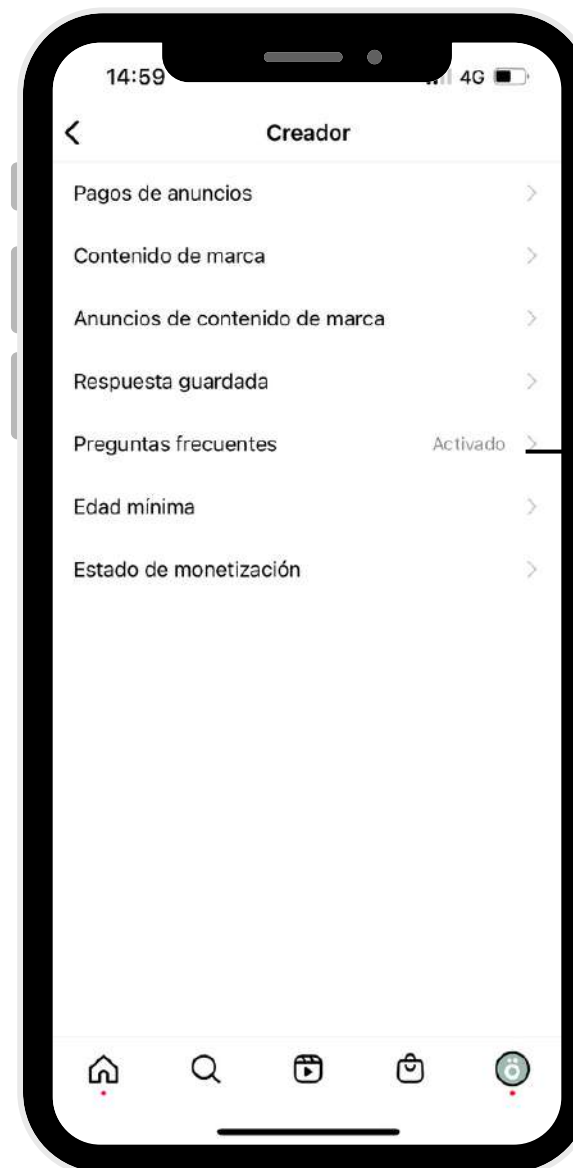 14:59
4G
Creador
Pagos de anuncios
Contenido de marca
Anuncios de contenido de marca
Respuesta guardada
Preguntas frecuentes Activado
Edad mínima
Estado de monetización
ö